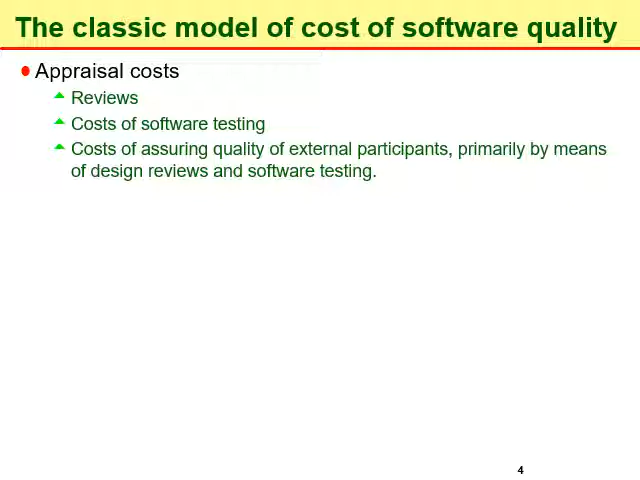 The classic model of cost of software quality
Appraisal costs
Reviews
Costs of software testing
Costs of assuring quality of external participants, primarily by means
of design reviews and software testing.
4